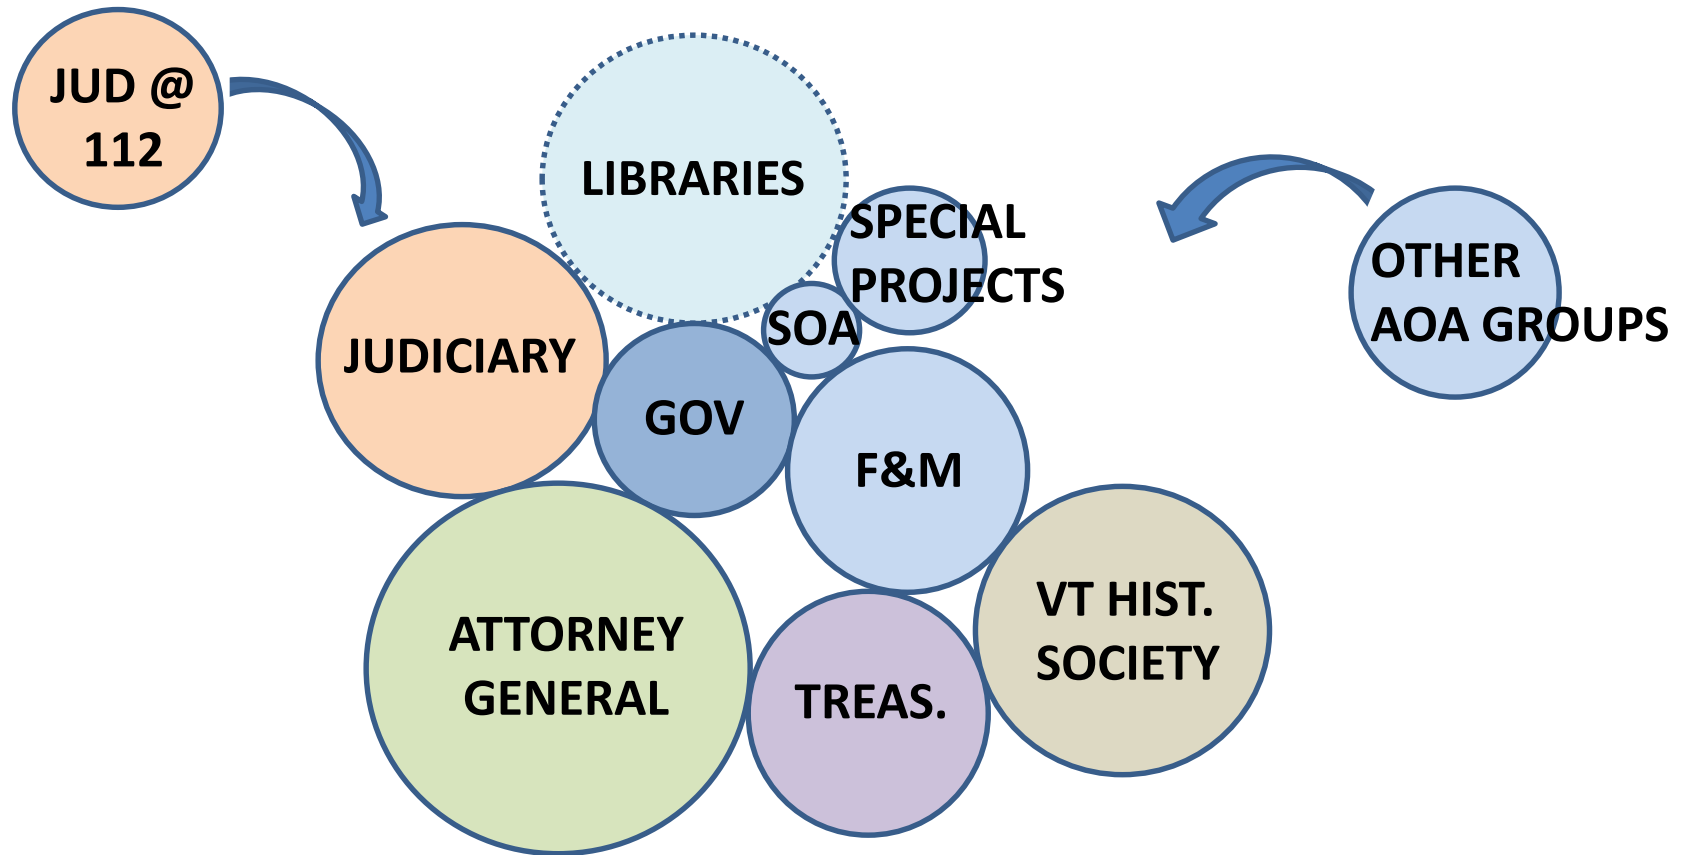 JUD @
112
LIBRARIES
SPECIAL
PROJECTS
OTHER
AOA GROUPS
SOA
JUDICIARY
GOV
F&M
VT HIST.
SOCIETY
ATTORNEY
GENERAL
TREAS.